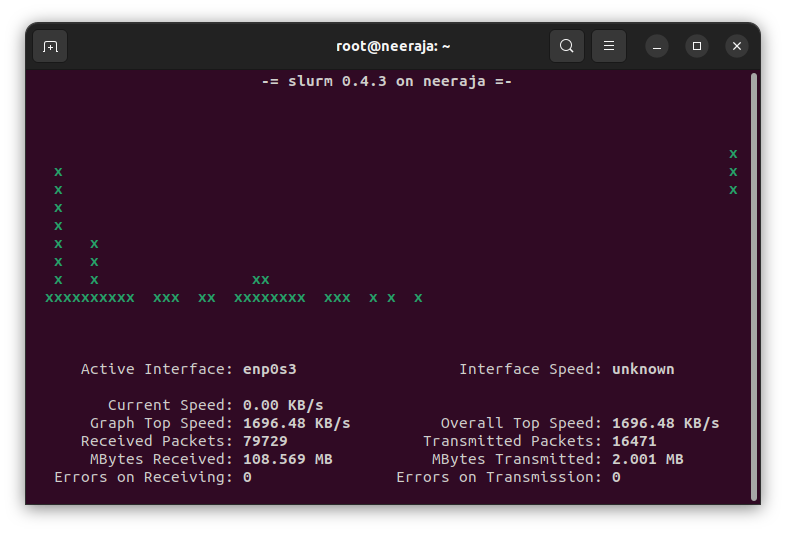 root@neeraja: ~
-= slurm 0.4.3 on neeraja =-
x
x x
x x
x
x
x x
x x
x x xx
xxxxxxxxxx xxx xx xxxxxxxx xxx x x x
Active Interface: enp0s3 Interface Speed: unknown
Current Speed: 0.00 KB/s
Graph Top Speed: 1696.48 KB/s Overall Top Speed: 1696.48 KB/s
Received Packets: 79729 Transmitted Packets: 16471
MBytes Received: 108.569 MB MBytes Transmitted: 2.001 MB
Errors on Receiving: 0 Errors on Transmission: 0